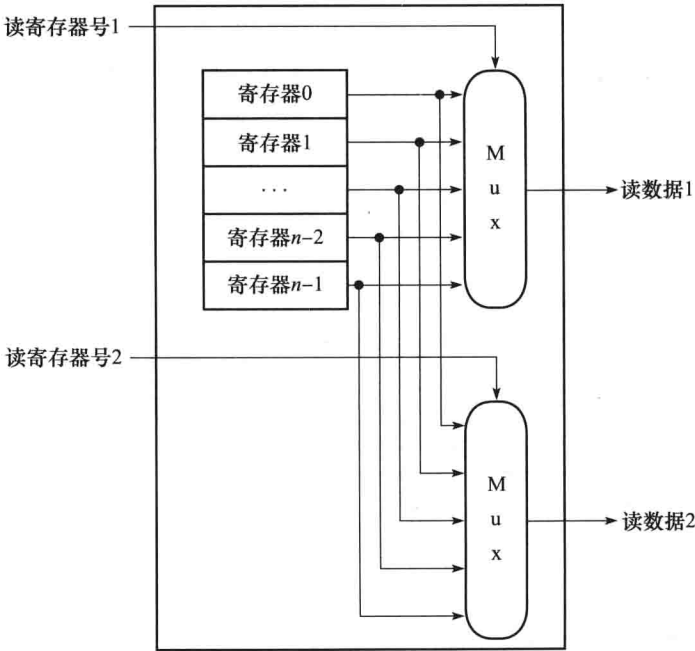 读寄存器号1
寄存器0
寄存器1
···
寄存器n-2
寄存器n-1
M
u
x
读数据1
读寄存器号2
M
u
x
读数据2